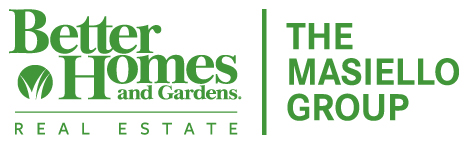 Better
Homes
and Gardens.
REAL ESTATE
THE
MASIELLO
GROUP